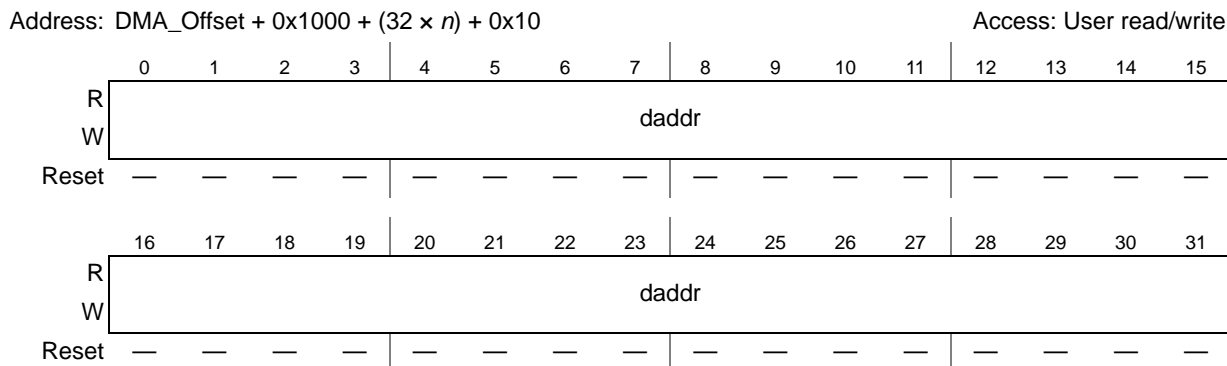 Address: DMA_Offset + 0x1000 + (32 × n) + 0x10 Access: User read/write
0 1 2 3 4 5 6 7 8 9 10 11 12 13 14 15
R
daddr
W
Reset — — — — — — — — — — — — — — — —
16 17 18 19 20 21 22 23 24 25 26 27 28 29 30 31
R
daddr
W
Reset — — — — — — — — — — — — — — — —